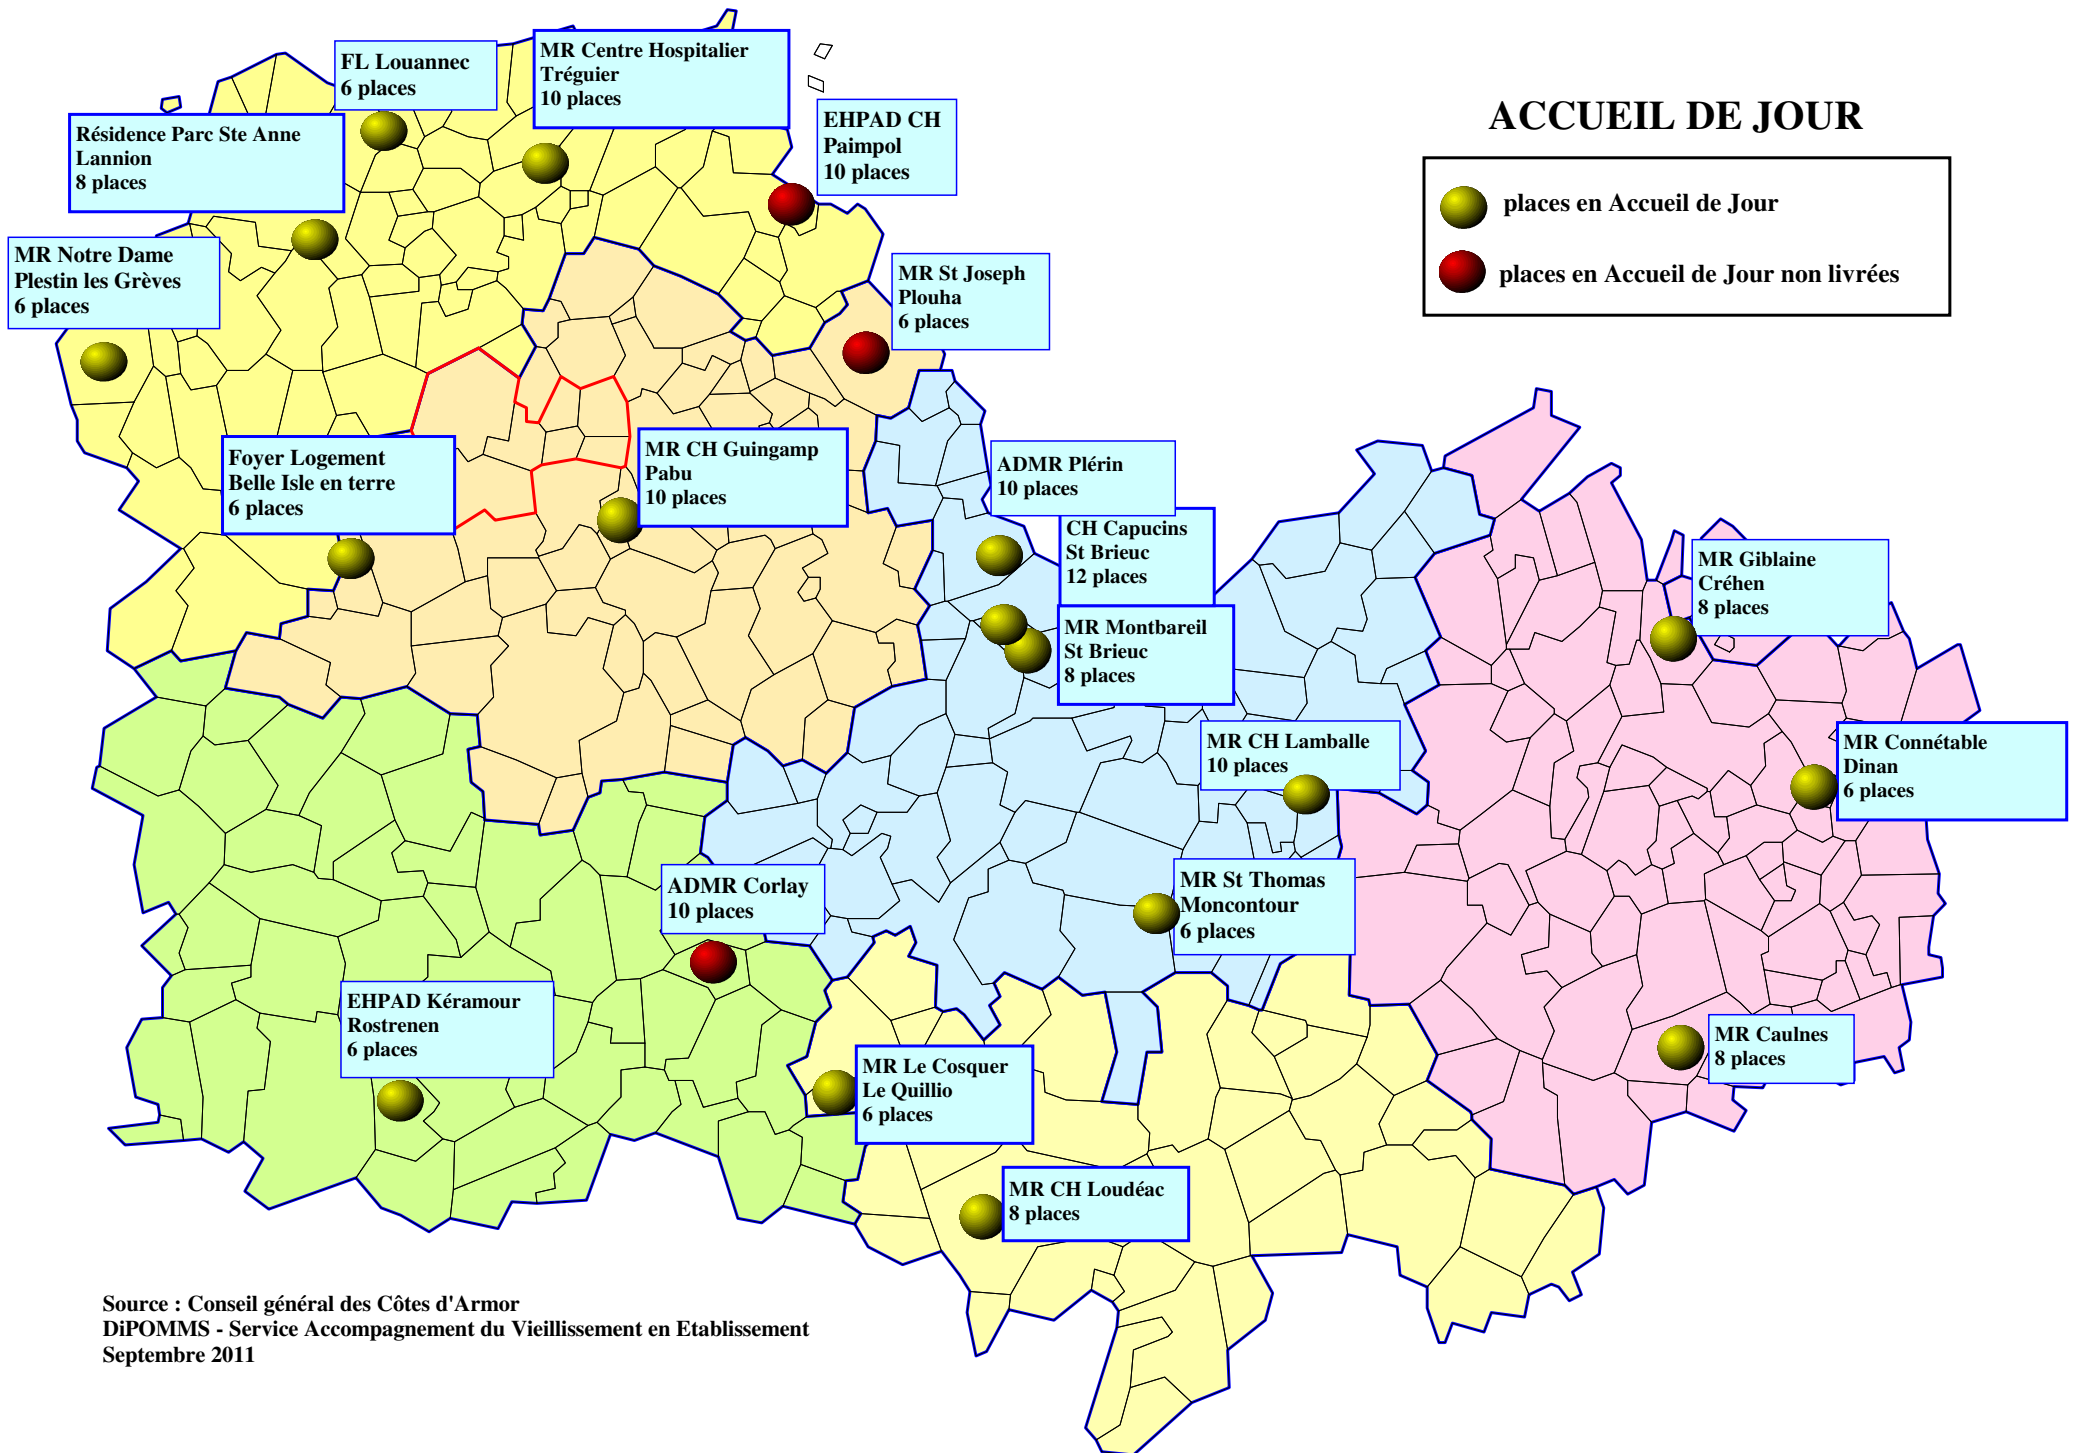 ACCUEIL DE JOUR
places en Accueil de Jour
places en Accueil de Jour non livrées
FL Louannec
6 places
MR Centre Hospitalier
Tréguier
10 places
EHPAD CH
Paimpol
10 places
Résidence Parc Ste Anne
Lannion
8 places
MR Notre Dame
Plestin les Grèves
6 places
MR St Joseph
Plouha
6 places
Foyer Logement
Belle Isle en terre
6 places
MR CH Guingamp
Pabu
10 places
ADMR Plérin
10 places
CH Capucins
St Brieuc
12 places
MR Montbareil
St Brieuc
8 places
MR Giblaine
Créhen
8 places
MR CH Lamballe
10 places
MR Connétable
Dinan
6 places
ADMR Corlay
10 places
MR St Thomas
Moncontour
6 places
EHPAD Kéramour
Rostrenen
6 places
MR Le Cosquer
Le Quillio
6 places
MR Caulnes
8 places
MR CH Loudéac
8 places
Source : Conseil général des Côtes d'Armor
DiPOMMS - Service Accompagnement du Vieillissement en Etablissement
Septembre 2011